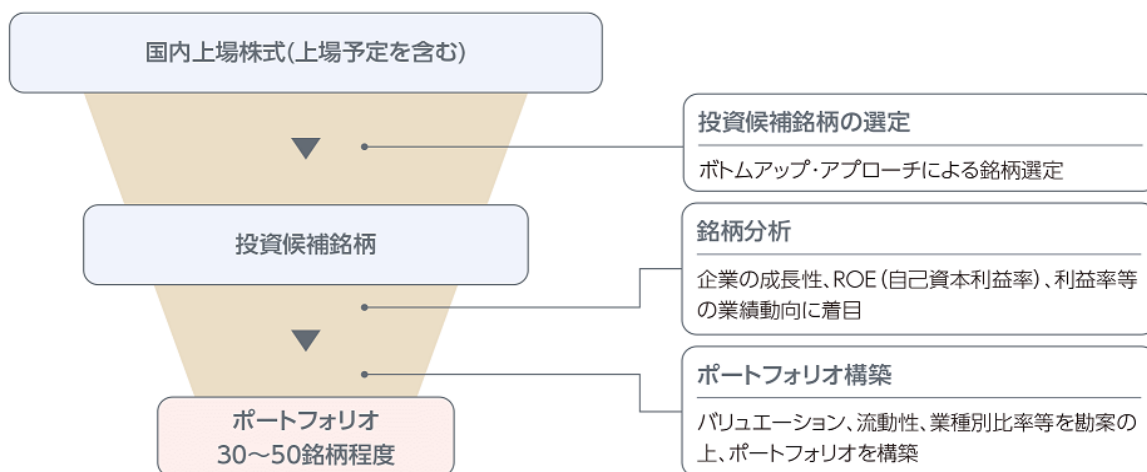 国内上場株式(上場予定を含む)
投資候補銘柄の選定
ボトムアップ・アプローチによる銘柄選定
投資候補銘柄
銘柄分析
企業の成長性、ROE(自己資本利益率)、利益率等
の業績動向に着目
ポートフォリオ構築
バリュエーション、流動性、業種別比率等を勘案の
上、ポートフォリオを構築
ポートフォリオ
30〜50銘柄程度